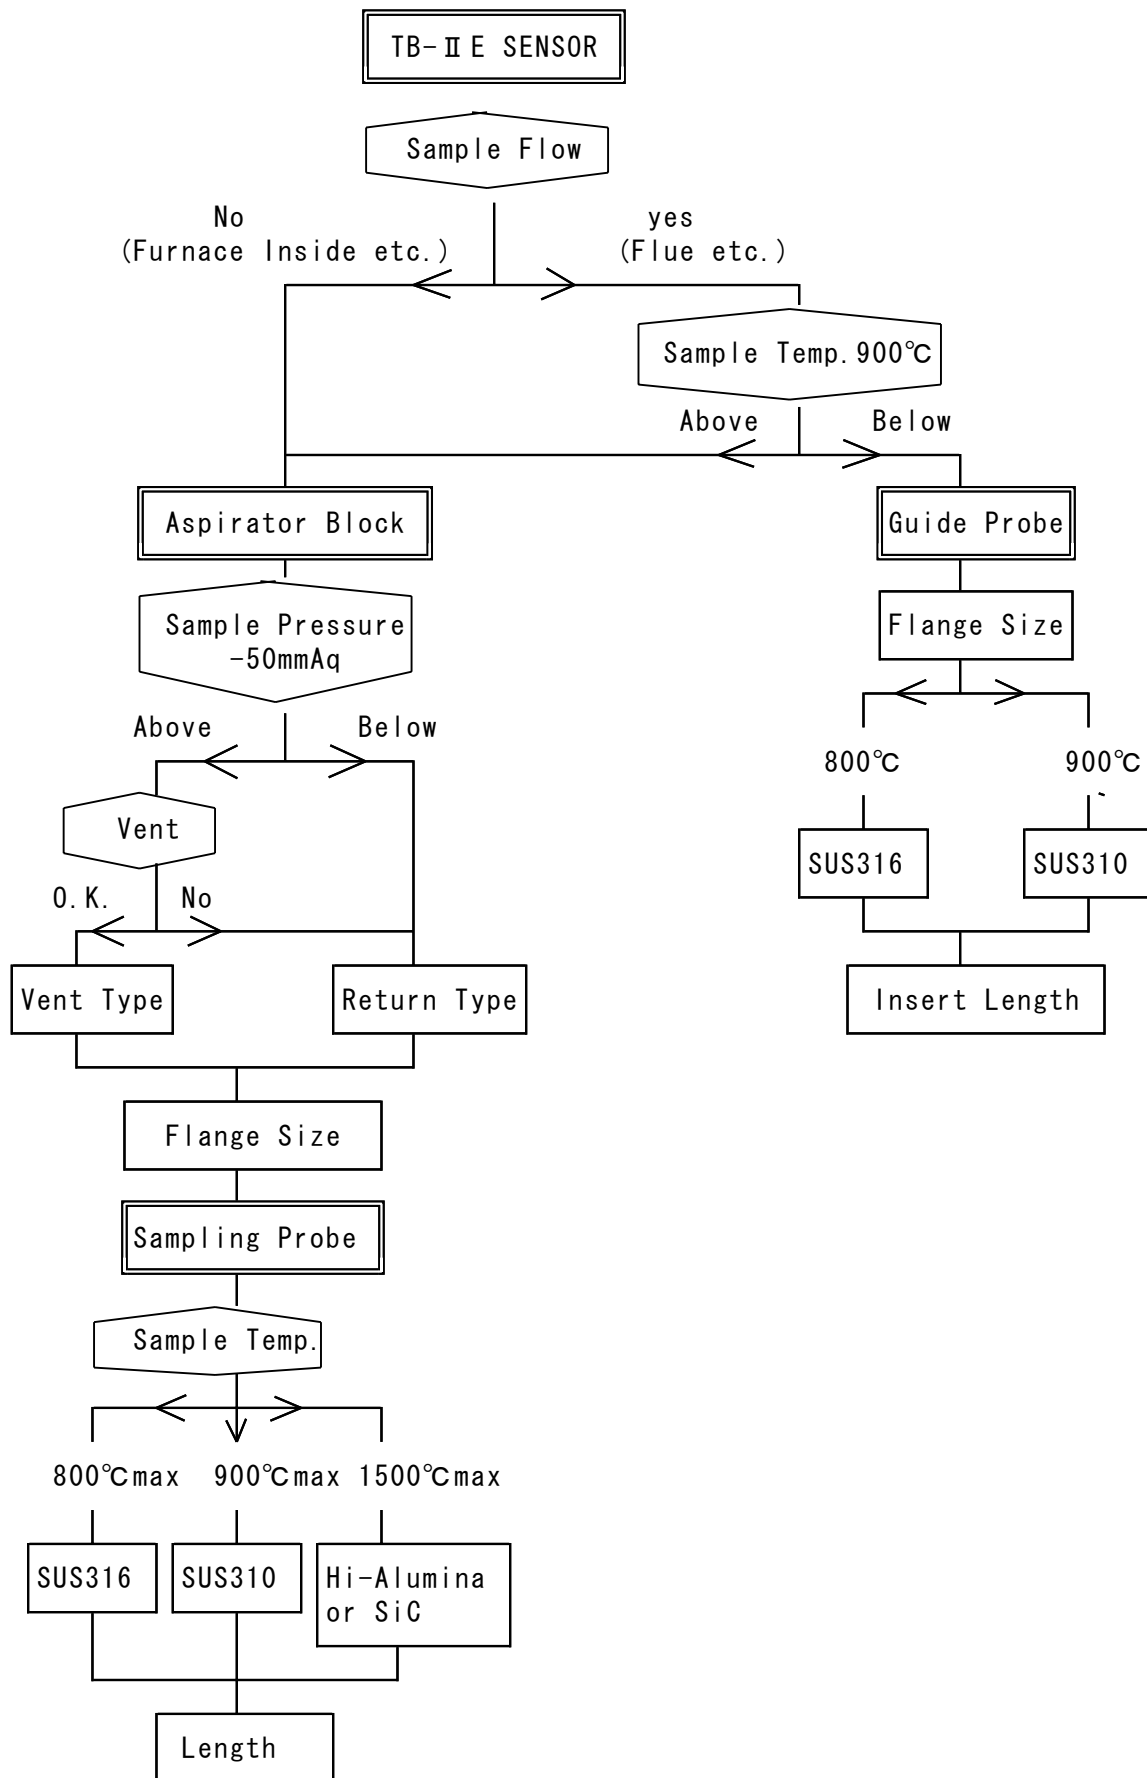 TB-ⅡE SENSOR
Sample Flow
No
(Furnace Inside etc.)
yes
(Flue etc.)
Sample Temp.900℃
Above
Below
Aspirator Block
Guide Probe
Sample Pressure
-50mmAq
Flange Size
Above
Below
800℃
900℃
Vent
SUS316
SUS310
O.K.
No
Vent Type
Return Type
Insert Length
Flange Size
Sampling Probe
Sample Temp.
800℃max
900℃max
1500℃max
SUS316
SUS310
Hi-Alumina
or SiC
Length